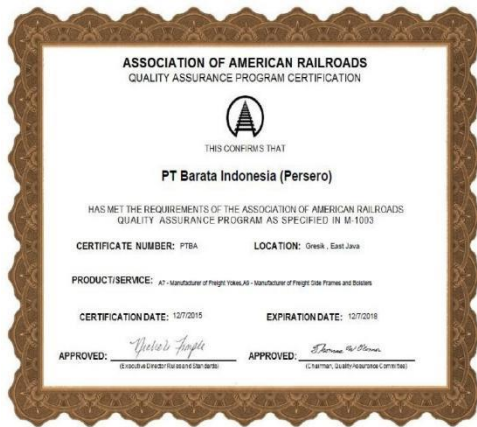 ASSOCIATION OF AMERICAN RAILROADS
QUALITY ASSURANCE PROGRAM CERTIFICATION
THIS CONFIRMS THAT
PT Barata Indonesia (Persero)
HAS MET THE REQUIREMENTS OF THE ASSOCIATION OF AMERICAN RAILROADS
QUALITY ASSURANCE PROGRAM AS SPECIFIED IN M-1003
CERTIFICATE NUMBER: PTBA LOCATION: Gresik , East Java
PRODUCT/SERVICE: AT - Manufacturer of Freight Yokes,AB - Manufacturer of Freight Side Frames and Bolsters
CERTIFICATION DATE: 12/7/2015 EXPIRATION DATE: 12/7/2018
APPROVED: APPROVED:
(Executive Director Rules and Standards) (Chairman, Quality Assurance Committee)